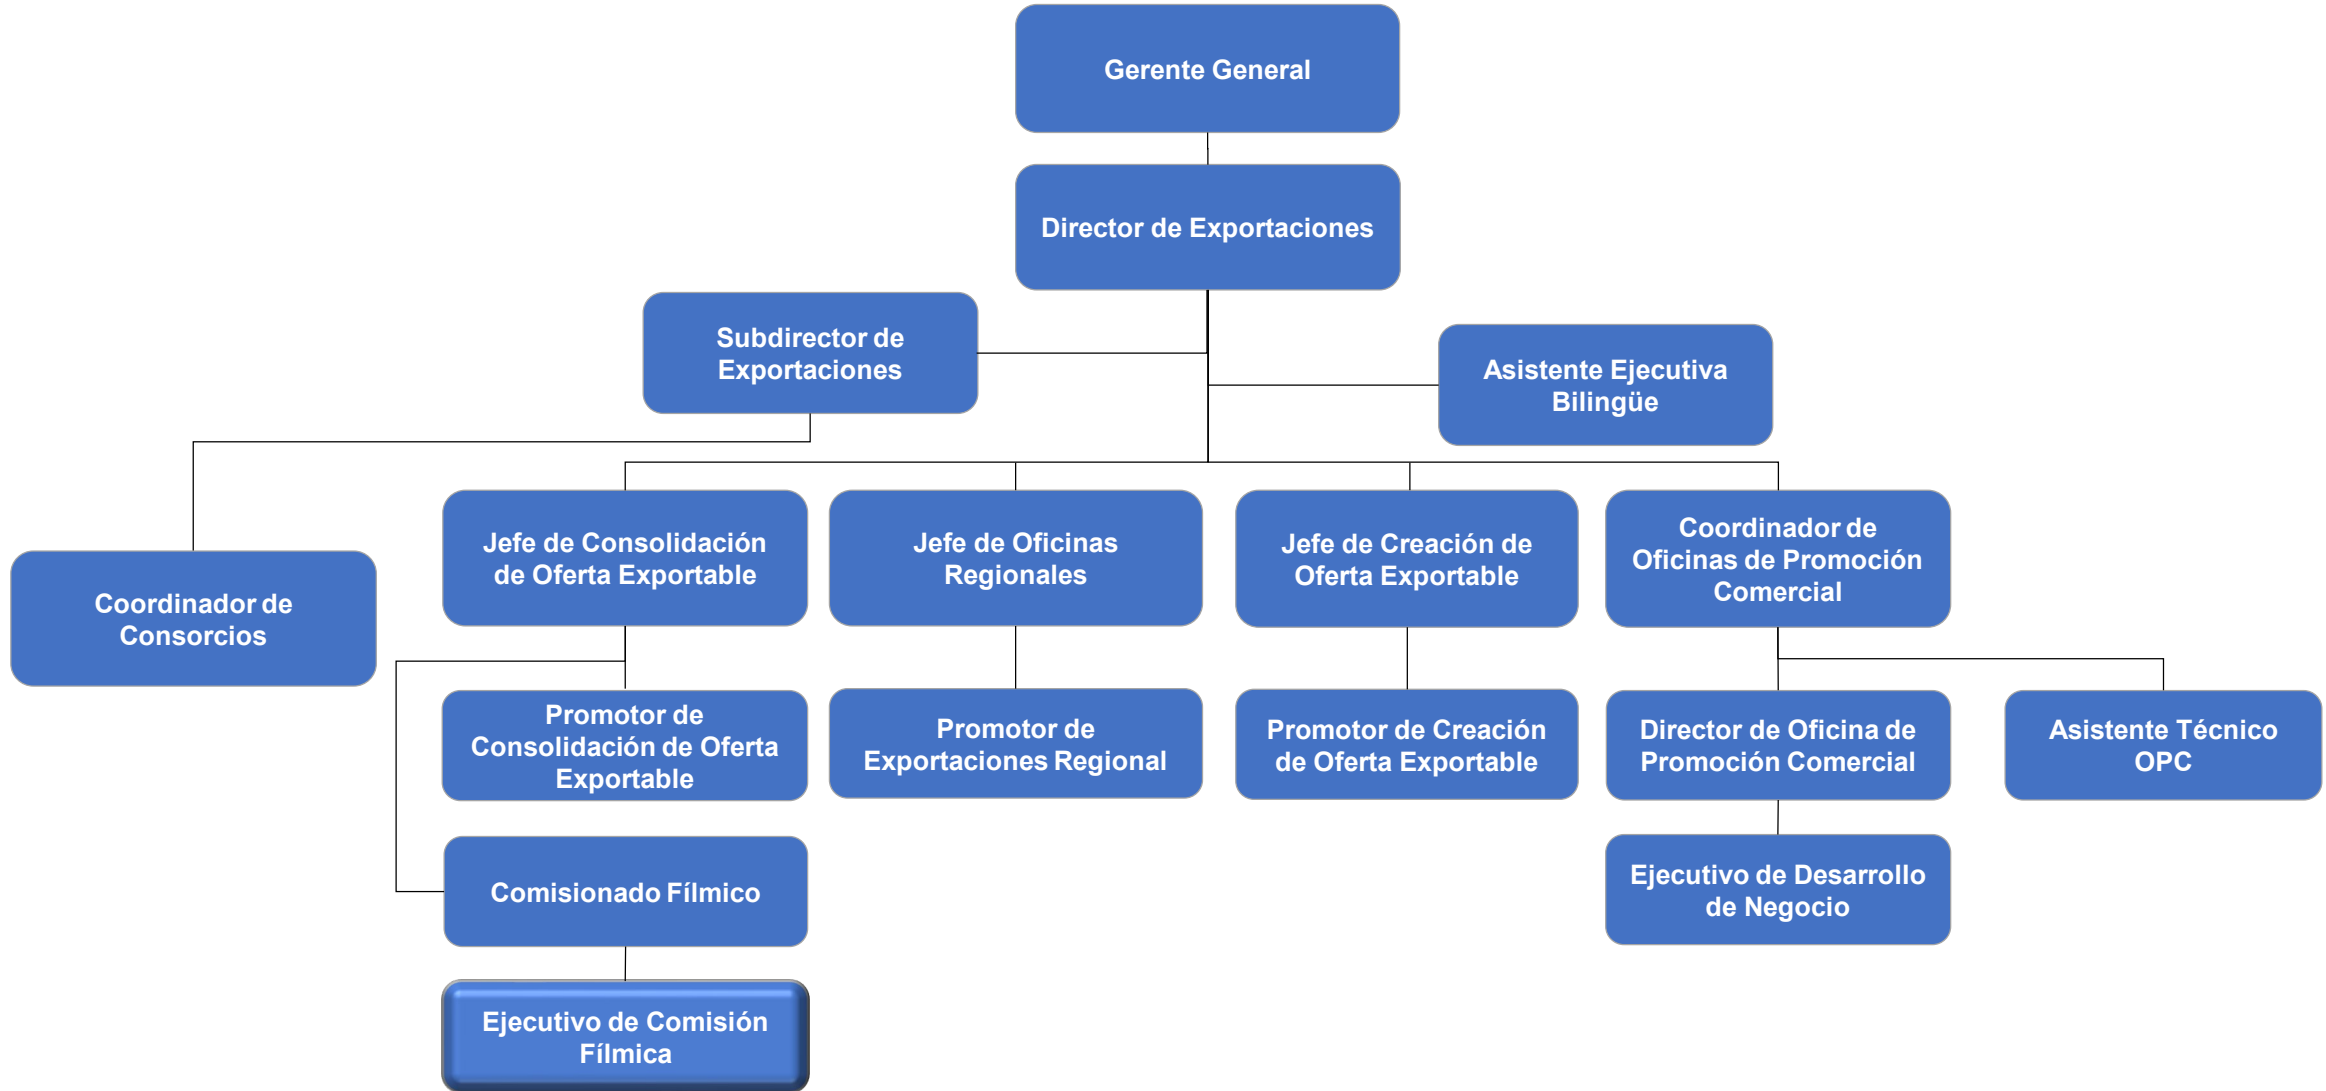 Gerente General
Director de Exportaciones
Subdirector de
Exportaciones
Asistente Ejecutiva
Bilingüe
Coordinador de
Consorcios
Jefe de Consolidación
de Oferta Exportable
Jefe de Oficinas
Regionales
Jefe de Creación de
Oferta Exportable
Coordinador de
Oficinas de Promoción
Comercial
Promotor de
Consolidación de Oferta
Exportable
Promotor de
Exportaciones Regional
Promotor de Creación
de Oferta Exportable
Director de Oficina de
Promoción Comercial
Asistente Técnico
OPC
Comisionado Fílmico
Ejecutivo de Desarrollo
de Negocio
Ejecutivo de Comisión
Fílmica